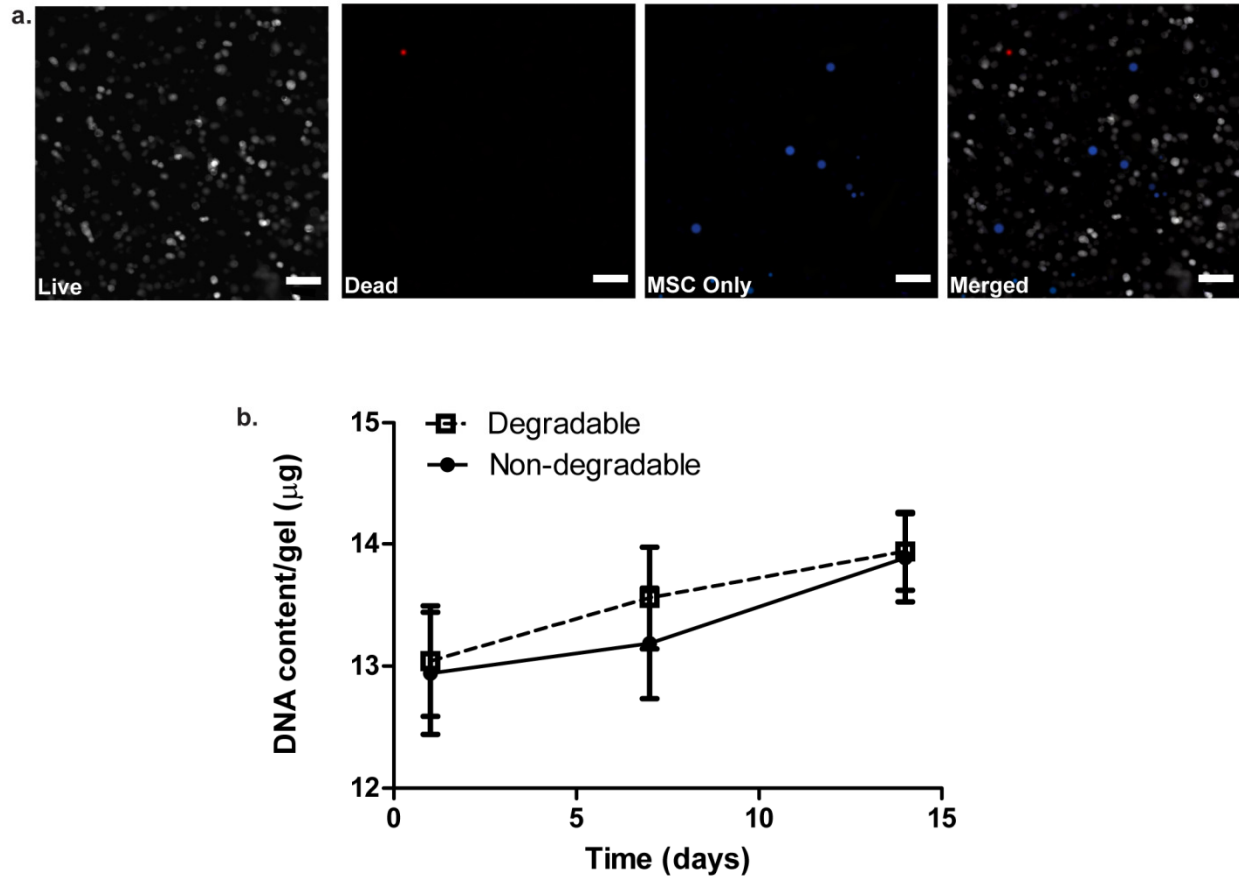 a.
Live
Dead
MSC Only
Merged
b.
Degradable
Non-degradable
DNA content/gel (μg)
15
14
13
12
0
5
10
15
Time (days)